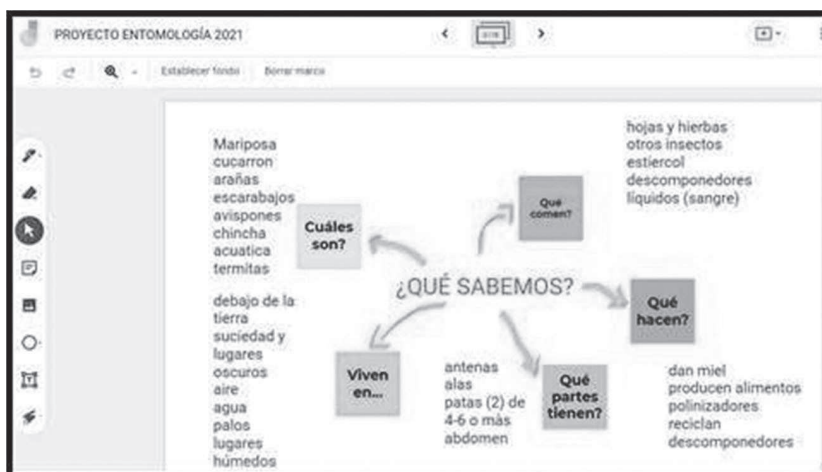 PROYECTO ENTOMOLOGÍA 2021
Establecer fondo
Borrar marco
Mariposa
cucarron
arañas
escarabajos
avispones
chincha
acuatica
termitas
Cuáles
son?
Qué
comen?
hojas y hierbas
otros insectos
estiercol
descomponedores
líquidos (sangre)
¿QUÉ SABEMOS?
Qué
hacen?
debajo de la
tierra
suciedad y
lugares
oscuros
aire
agua
palos
lugares
húmedos
Viven
en...
antenas
alas
patas (2) de
4-6 o màs
abdomen
Qué
partes
tienen?
dan miel
producen alimentos
polinizadores
reciclan
descomponedores